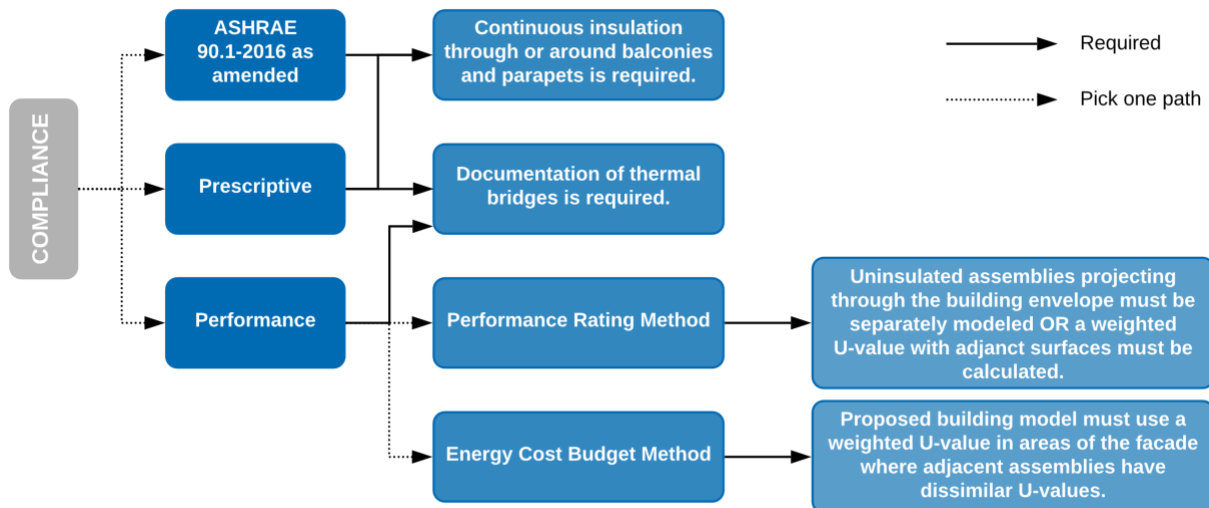 COMPLIANCE
ASHRAE
90.1-2016 as
amended
Continuous insulation
through or around balconies
and parapets is required.
Required
Pick one path
Prescriptive
Documentation of thermal
bridges is required.
Performance
Performance Rating Method
Uninsulated assemblies projecting
through the building envelope must be
separately modeled OR a weighted
U-value with adjanct surfaces must be
calculated.
Energy Cost Budget Method
Proposed building model must use a
weighted U-value in areas of the facade
where adjacent assemblies have
dissimilar U-values.